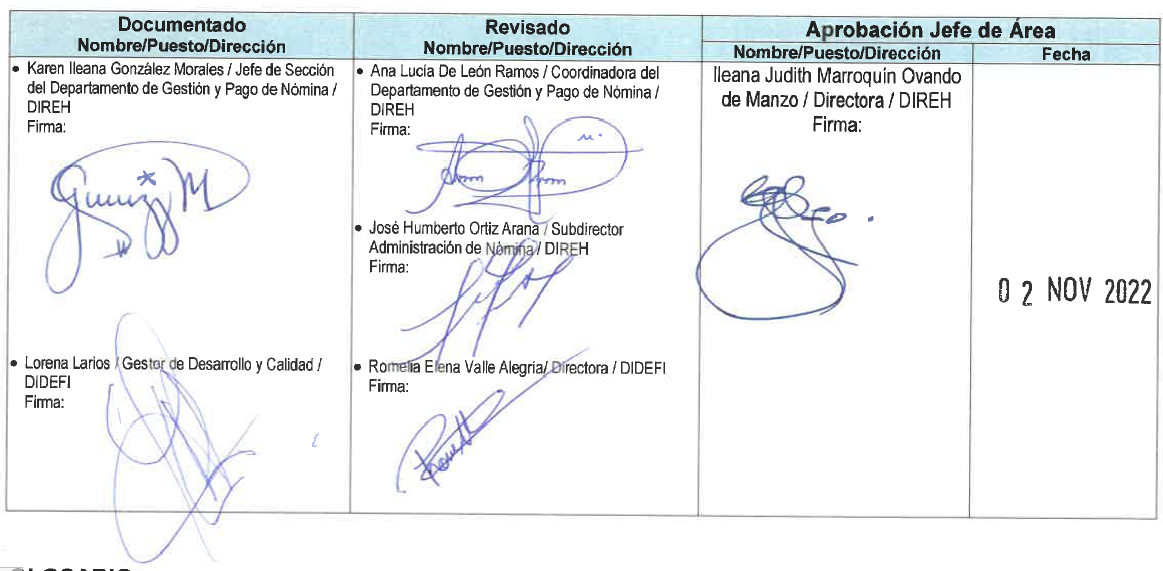 Documentado
Nombre/Puesto/Dirección
Revisado
Nombre/Puesto/Dirección
Aprobación Jefe de Área
Nombre/Puesto/Dirección
Fecha
• Karen Ileana González Morales / Jefe de Sección
del Departamento de Gestión y Pago de Nómina /
DIREH
Firma:
• Lorena Larios / Gestor de Desarrollo y Calidad /
DIDEFI
Firma:
• Ana Lucía De León Ramos / Coordinadora del
Departamento de Gestión y Pago de Nómina /
DIREH
Firma:
• José Humberto Ortiz Arana / Subdirector
Administración de Nómina / DIREH
Firma:
• Romelia Elena Valle Alegría/ Directora / DIDEFI
Firma:
Ileana Judith Marroquín Ovando
de Manzo / Directora / DIREH
Firma:
02 NOV 2022